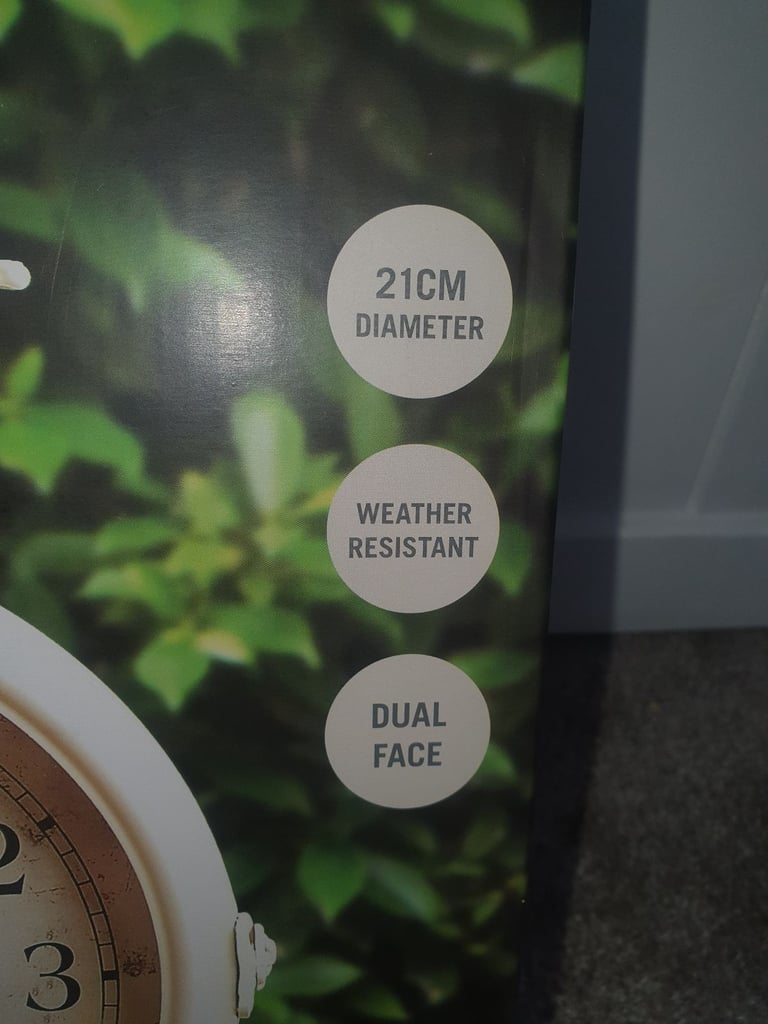 21CM
DIAMETER
WEATHER
RESISTANT
DUAL
FACE
2
3